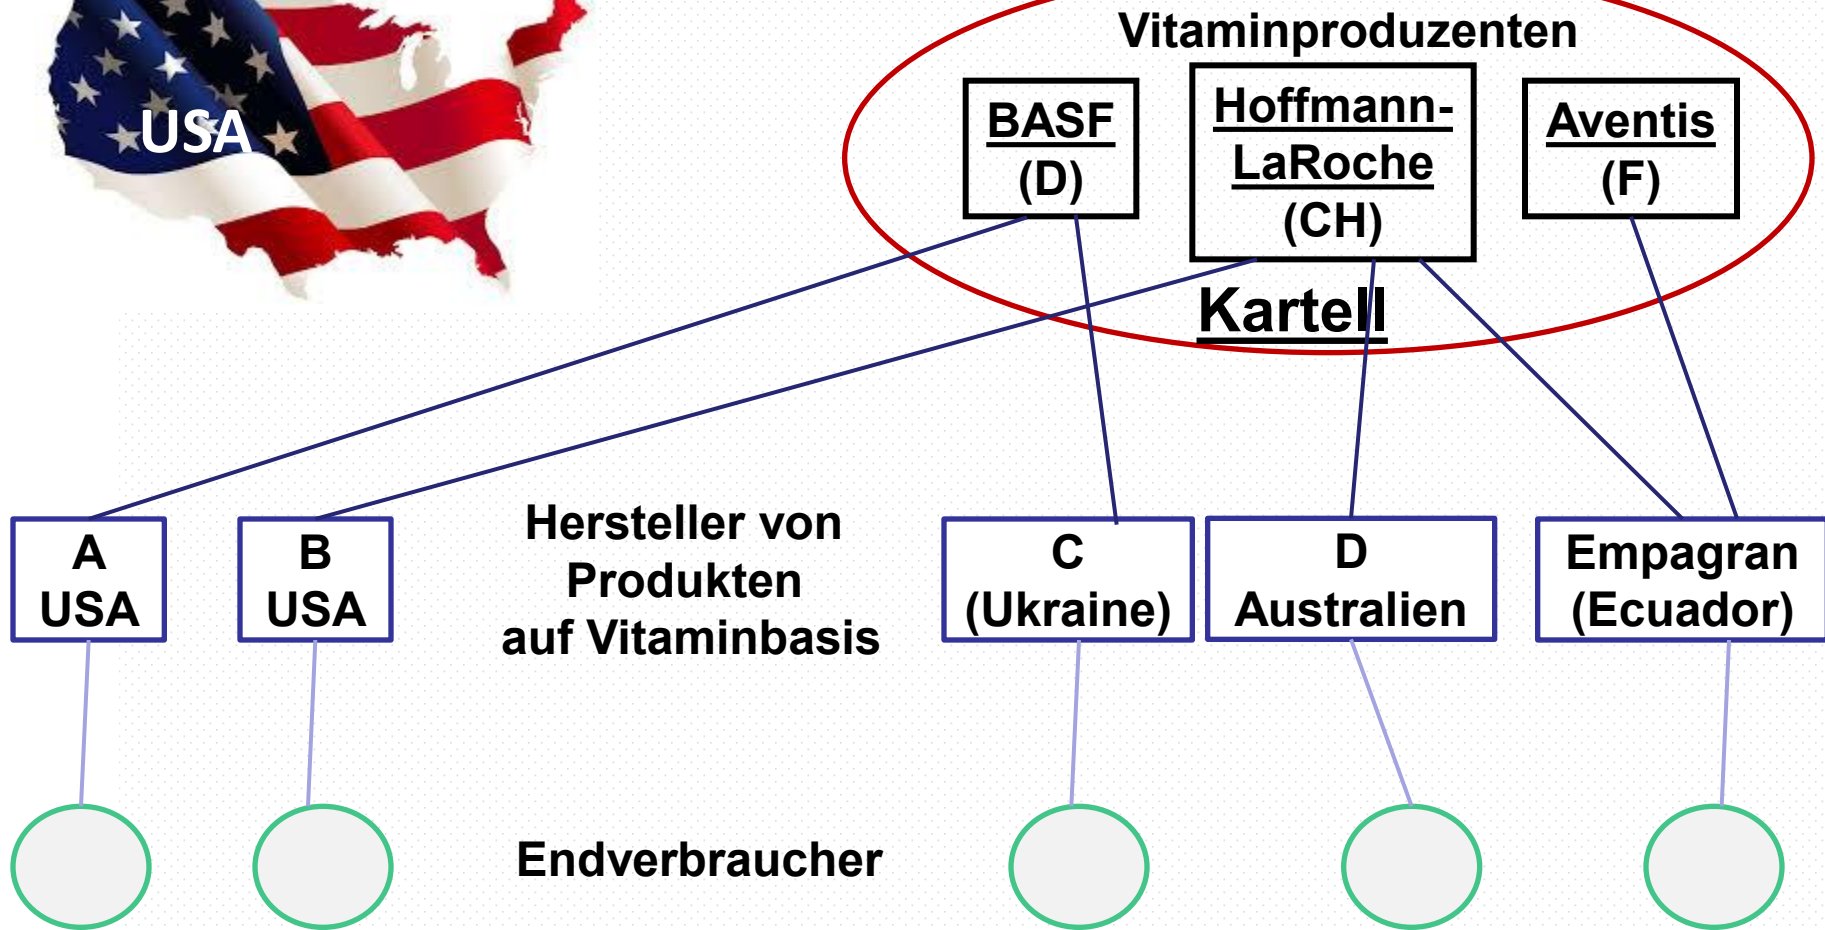 USA
Vitaminproduzenten
BASF
(D)
Hoffmann-
LaRoche
(CH)
Aventis
(F)
Kartell
A
USA
B
USA
Hersteller von
Produkten
auf Vitaminbasis
C
(Ukraine)
D
Australien
Empagran
(Ecuador)
Endverbraucher